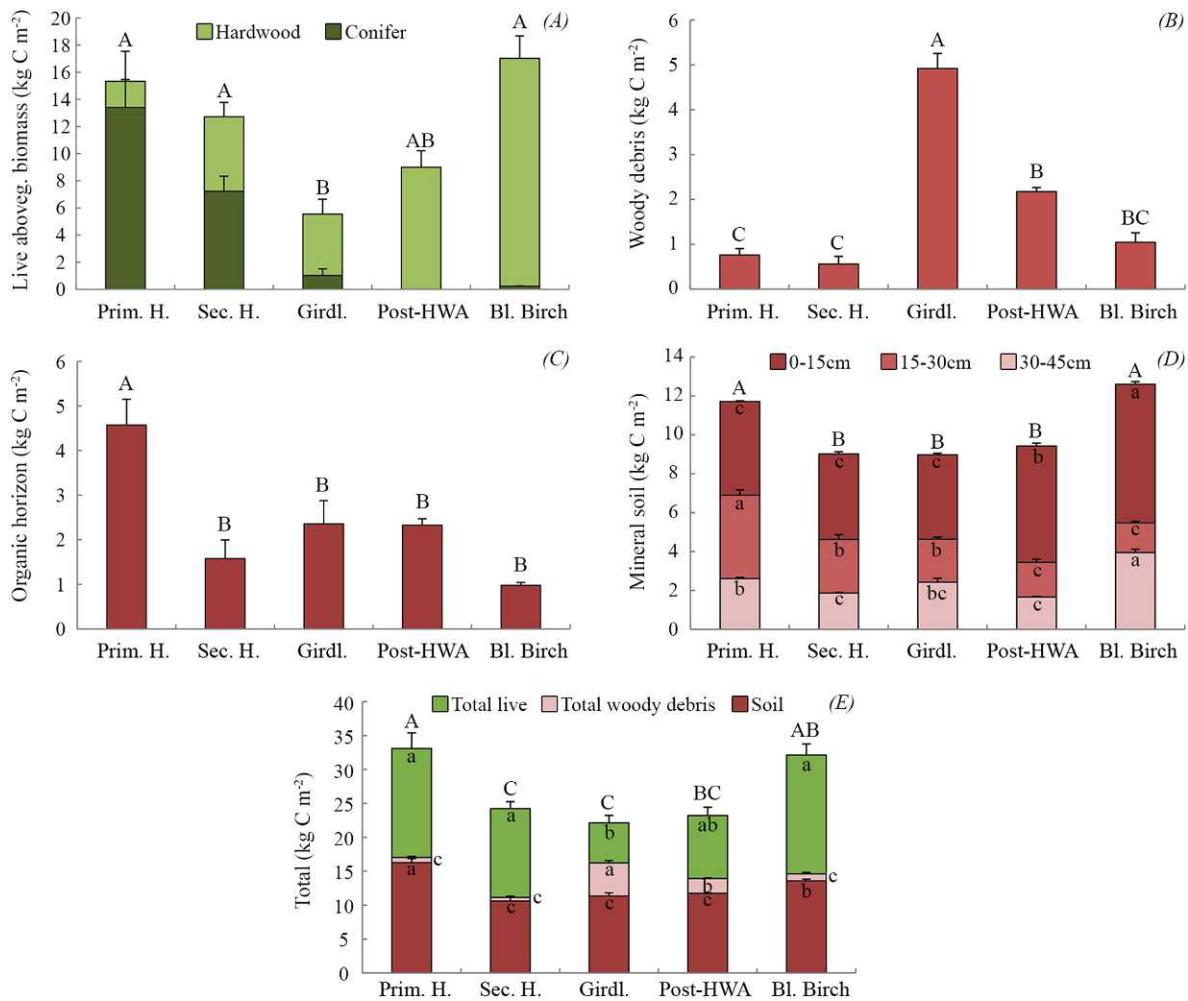 (A)
Hardwood Conifer
Live aboveg. biomass (kg C m-2)
20
18
16
14
12
10
8
6
4
2
0
A
A
B
AB
A
Prim. H. Sec. H. Girdl. Post-HWA Bl. Birch
(B)
Woody debris (kg C m-2)
6
5
4
3
2
1
0
C
C
A
B
BC
Prim. H. Sec. H. Girdl. Post-HWA Bl. Birch
(C)
Organic horizon (kg C m-2)
6
5
4
3
2
1
0
A
B
B
B
B
Prim. H. Sec. H. Girdl. Post-HWA Bl. Birch
(D)
0-15cm 15-30cm 30-45cm
Mineral soil (kg C m-2)
14
12
10
8
6
4
2
0
A
c
a
b
B
c
b
c
B
c
b
bc
B
b
c
c
A
a
c
a
Prim. H. Sec. H. Girdl. Post-HWA Bl. Birch
(E)
Total live Total woody debris Soil
Total (kg C m-2)
40
35
30
25
20
15
10
5
0
A
a
c
a
C
a
c
c
C
b
a
c
BC
ab
b
c
AB
a
c
b
Prim. H. Sec. H. Girdl. Post-HWA Bl. Birch